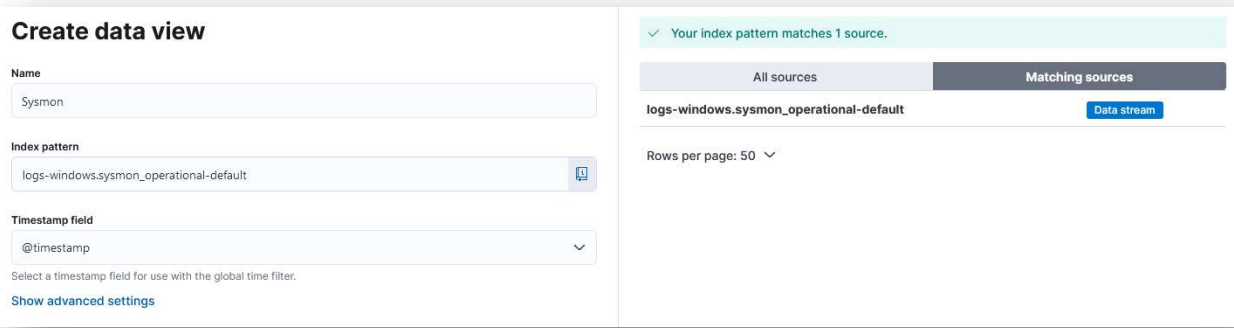 Create data view
Name
Sysmon
Index pattern
logs-windows.sysmon_operational-default
Timestamp field
@timestamp
Select a timestamp field for use with the global time filter.
Show advanced settings
Your index pattern matches 1 source.
All sources
Matching sources
logs-windows.sysmon_operational-default
Data stream
Rows per page: 50